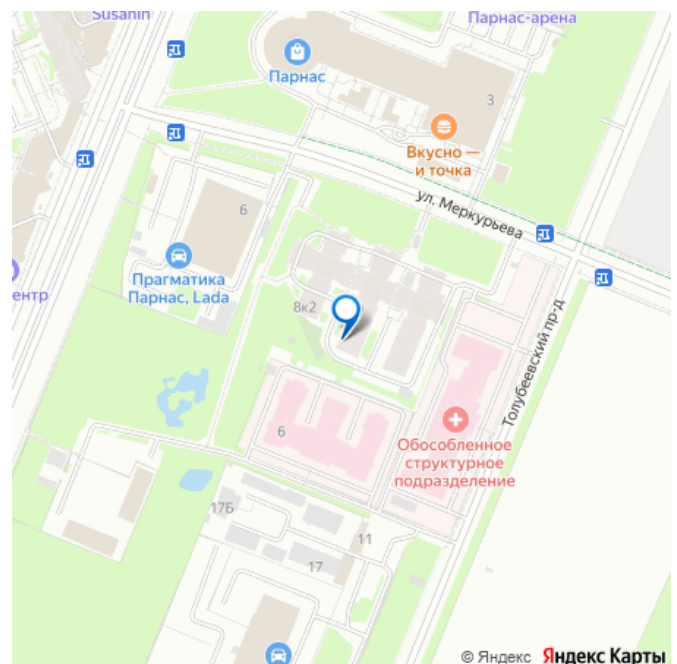 Susanin
Парнас-арена
Парнас
3
Вкусно —
и точка
ул. Меркурьева
6
Прагматика
Парнас, Lada
ентр
8к2
Толубеевский пр-д
6
Обособленное
структурное
подразделение
17Б
11
17
© Яндекс Яндекс Карты